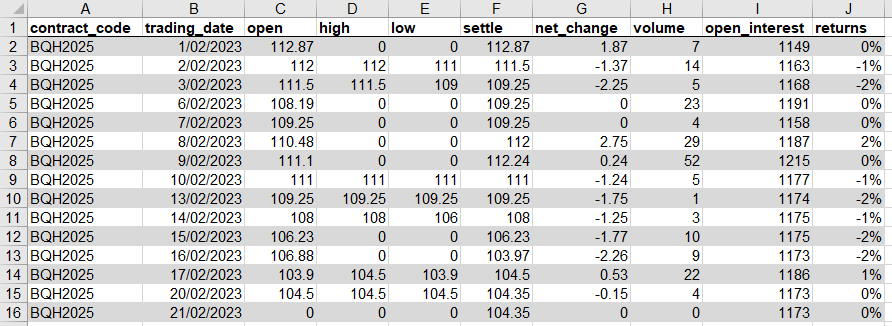 A B C D E F G H I J
1 contract_code trading_date open high low settle net_change volume open_interest returns
2 BQH2025 1/02/2023 112.87 0 0 112.87 1.87 7 1149 0%
3 BQH2025 2/02/2023 112 112 111 111.5 -1.37 14 1163 -1%
4 BQH2025 3/02/2023 111.5 111.5 109 109.25 -2.25 5 1168 -2%
5 BQH2025 6/02/2023 108.19 0 0 109.25 0 23 1191 0%
6 BQH2025 7/02/2023 109.25 0 0 109.25 0 4 1158 0%
7 BQH2025 8/02/2023 110.48 0 0 112 2.75 29 1187 2%
8 BQH2025 9/02/2023 111.1 0 0 112.24 0.24 52 1215 0%
9 BQH2025 10/02/2023 111 111 111 111 -1.24 5 1177 -1%
10 BQH2025 13/02/2023 109.25 109.25 109.25 109.25 -1.75 1 1174 -2%
11 BQH2025 14/02/2023 108 108 106 108 -1.25 3 1175 -1%
12 BQH2025 15/02/2023 106.23 0 0 106.23 -1.77 10 1175 -2%
13 BQH2025 16/02/2023 106.88 0 0 103.97 -2.26 9 1173 -2%
14 BQH2025 17/02/2023 103.9 104.5 103.9 104.5 0.53 22 1186 1%
15 BQH2025 20/02/2023 104.5 104.5 104.5 104.35 -0.15 4 1173 0%
16 BQH2025 21/02/2023 0 0 0 104.35 0 0 1173 0%